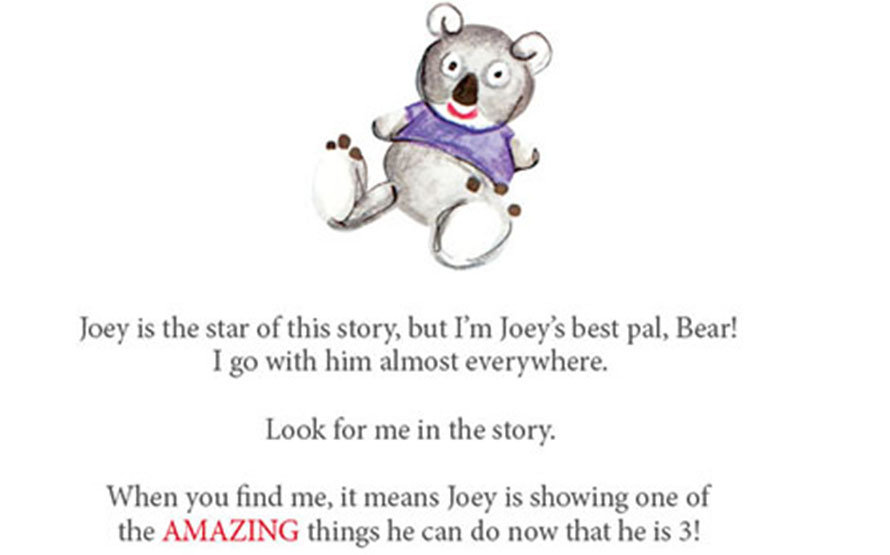 Joey is the star of this story, but I'm Joey's best pal, Bear!
I go with him almost everywhere.
Look for me in the story.
When you find me, it means Joey is showing one of
the AMAZING things he can do now that he is 3!